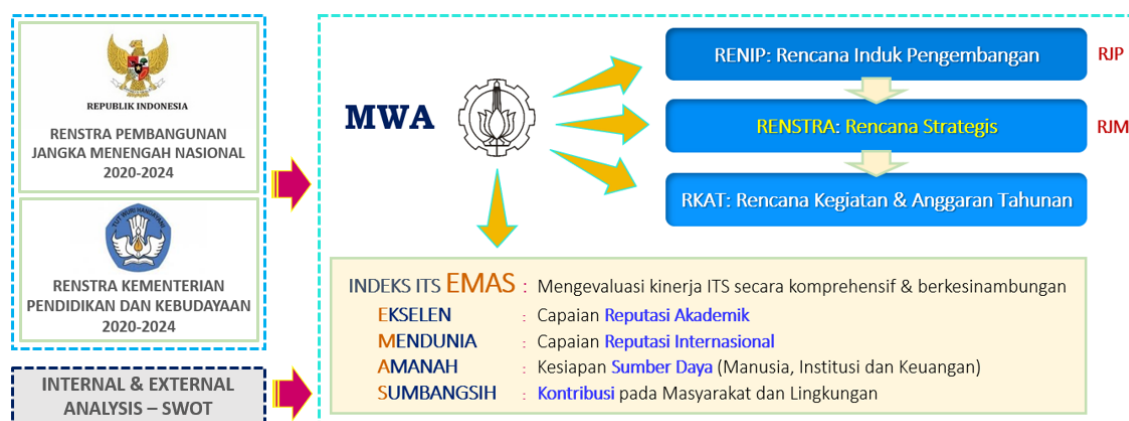 REPUBLIK INDONESIA
RENSTRA PEMBANGUNAN
JANGKA MENENGAH NASIONAL
2020-2024
TUT WURI HANDAYANI
RENSTRA KEMENTERIAN
PENDIDIKAN DAN KEBUDAYAAN
2020-2024
INTERNAL & EXTERNAL
ANALYSIS – SWOT
MWA
RENIP: Rencana Induk Pengembangan
RJP
RENSTRA: Rencana Strategis
RJM
RKAT: Rencana Kegiatan & Anggaran Tahunan
INDEKS ITS EMAS : Mengevaluasi kinerja ITS secara komprehensif & berkesinambungan
EKSELEN : Capaian Reputasi Akademik
MENDUNIA : Capaian Reputasi Internasional
AMANAH : Kesiapan Sumber Daya (Manusia, Institusi dan Keuangan)
SUMBANGSIH : Kontribusi pada Masyarakat dan Lingkungan